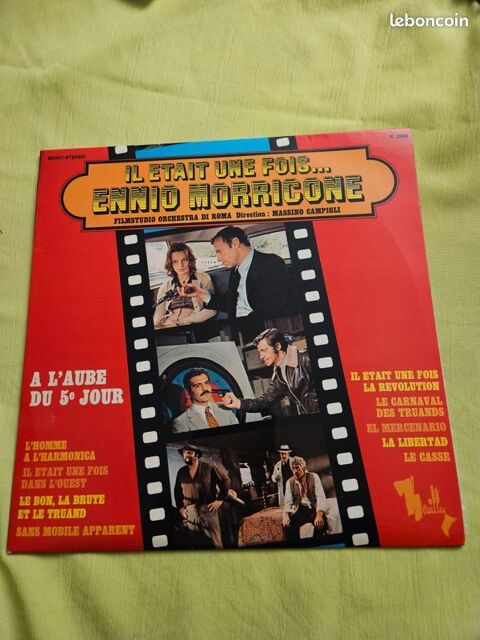 leboncoin
MONO-STEREO
IL ETAIT UNE FOIS...
ENNIO MORRICONE
FILMSTUDIO ORCHESTRA DI ROMA Direction : MASSINO CAMPIGLI
A L'AUBE
DU 5e JOUR
L'HOMME
A L'HARMONICA
IL ETAIT UNE FOIS
DANS L'OUEST
LE BON, LA BRUTE
ET LE TRUAND
SANS MOBILE APPARENT
IL ETAIT UNE FOIS
LA REVOLUTION
LE CARNAVAL
DES TRUANDS
EL MERCENARIO
LA LIBERTAD
LE CASSE
Neuilly